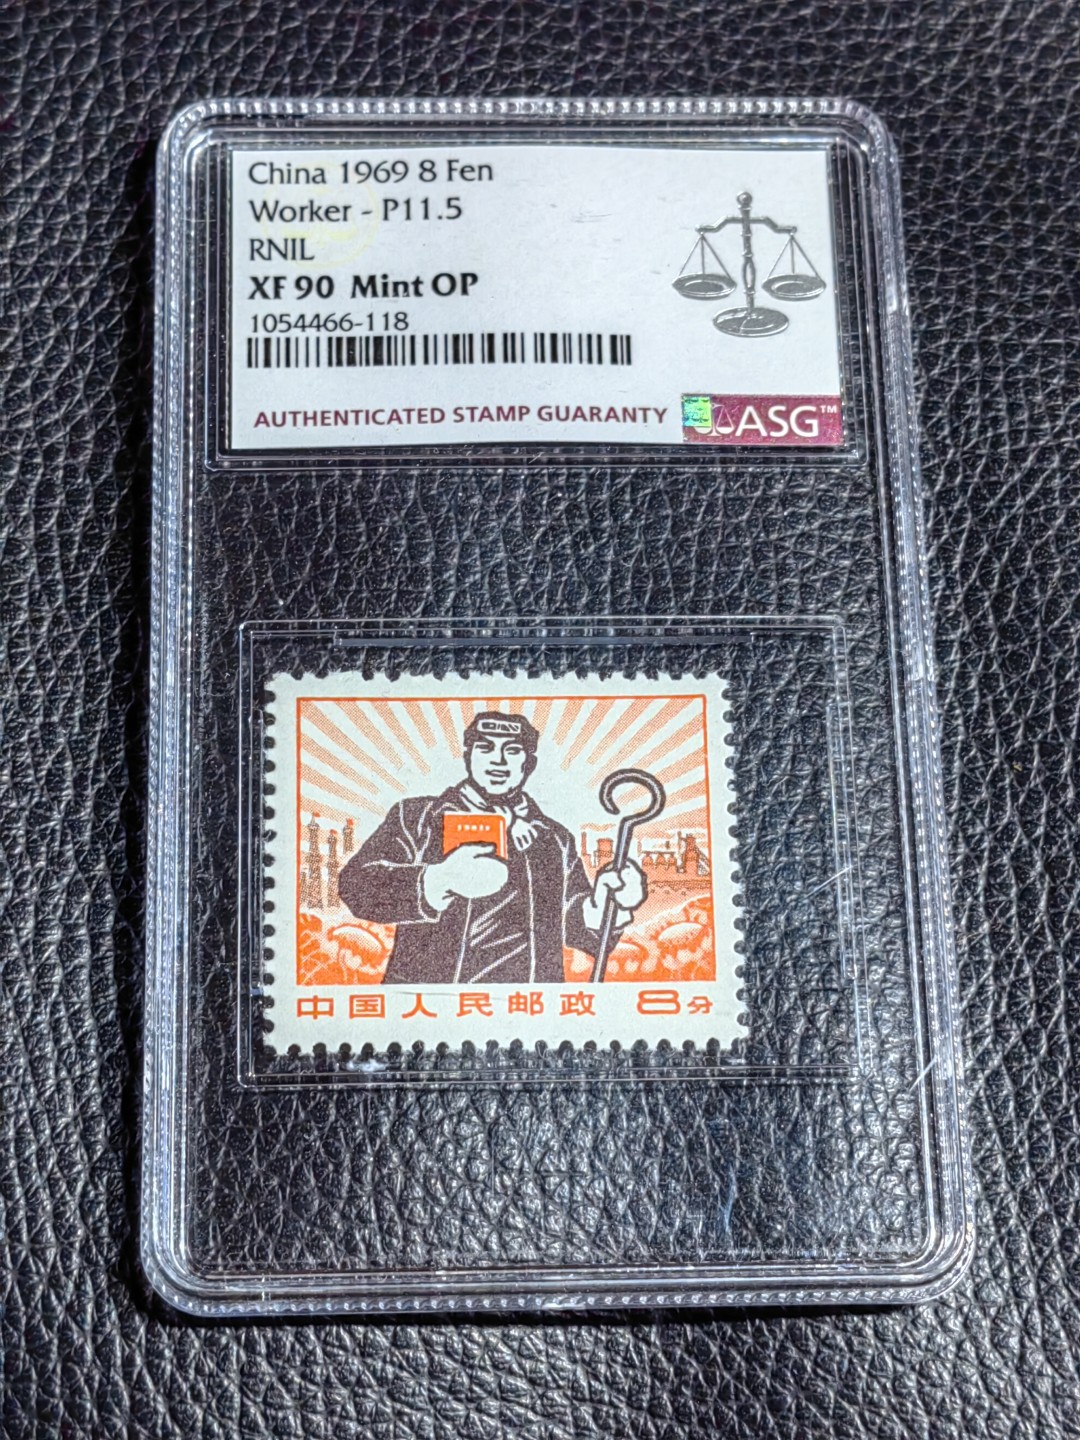 China 1969 8 Fen
Worker - P11.5
RNIL
XF 90 Mint OP
1054466-118
AUTHENTICATED STAMP GUARANTY
ASG™
中国人民邮政 8分